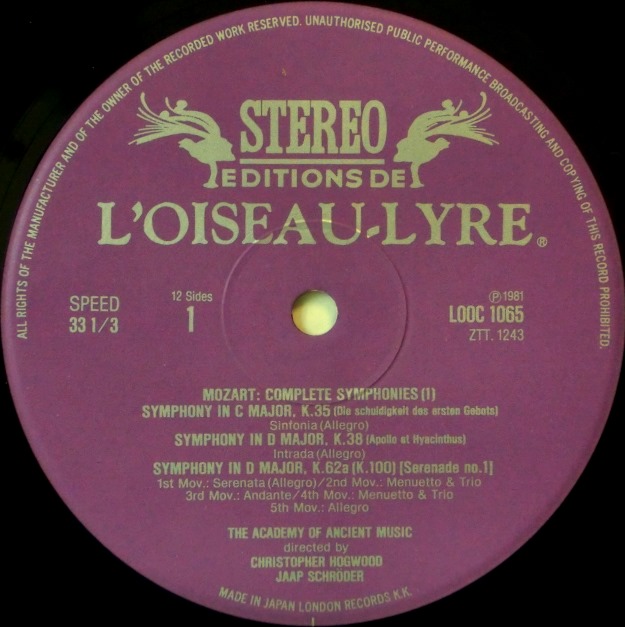 ALL RIGHTS OF THE MANUFACTURER AND OF THE OWNER OF THE RECORDED WORK RESERVED. UNAUTHORISED PUBLIC PERFORMANCE BROADCASTING AND COPYING OF THIS RECORD PROHIBITED.
STEREO
EDITIONS DE
L'OISEAU-LYRE®
SPEED
33 1/3
12 Sides
1
℗1981
LOOC 1065
ZTT. 1243
MOZART: COMPLETE SYMPHONIES (1)
SYMPHONY IN C MAJOR, K.35 (Die schuidigkeit des ersten Gebots)
Sinfonia (Allegro)
SYMPHONY IN D MAJOR, K.38 (Apollo et Hyacinthus)
Intrada (Allegro)
SYMPHONY IN D MAJOR, K.62a (K.100) [Serenade no.1]
1st Mov.: Serenata (Allegro)/2nd Mov.: Menuetto & Trio
3rd Mov.: Andante/4th Mov.: Menuetto & Trio
5th Mov.: Allegro
THE ACADEMY OF ANCIENT MUSIC
directed by
CHRISTOPHER HOGWOOD
JAAP SCHRÖDER
MADE IN JAPAN LONDON RECORDS K.K.